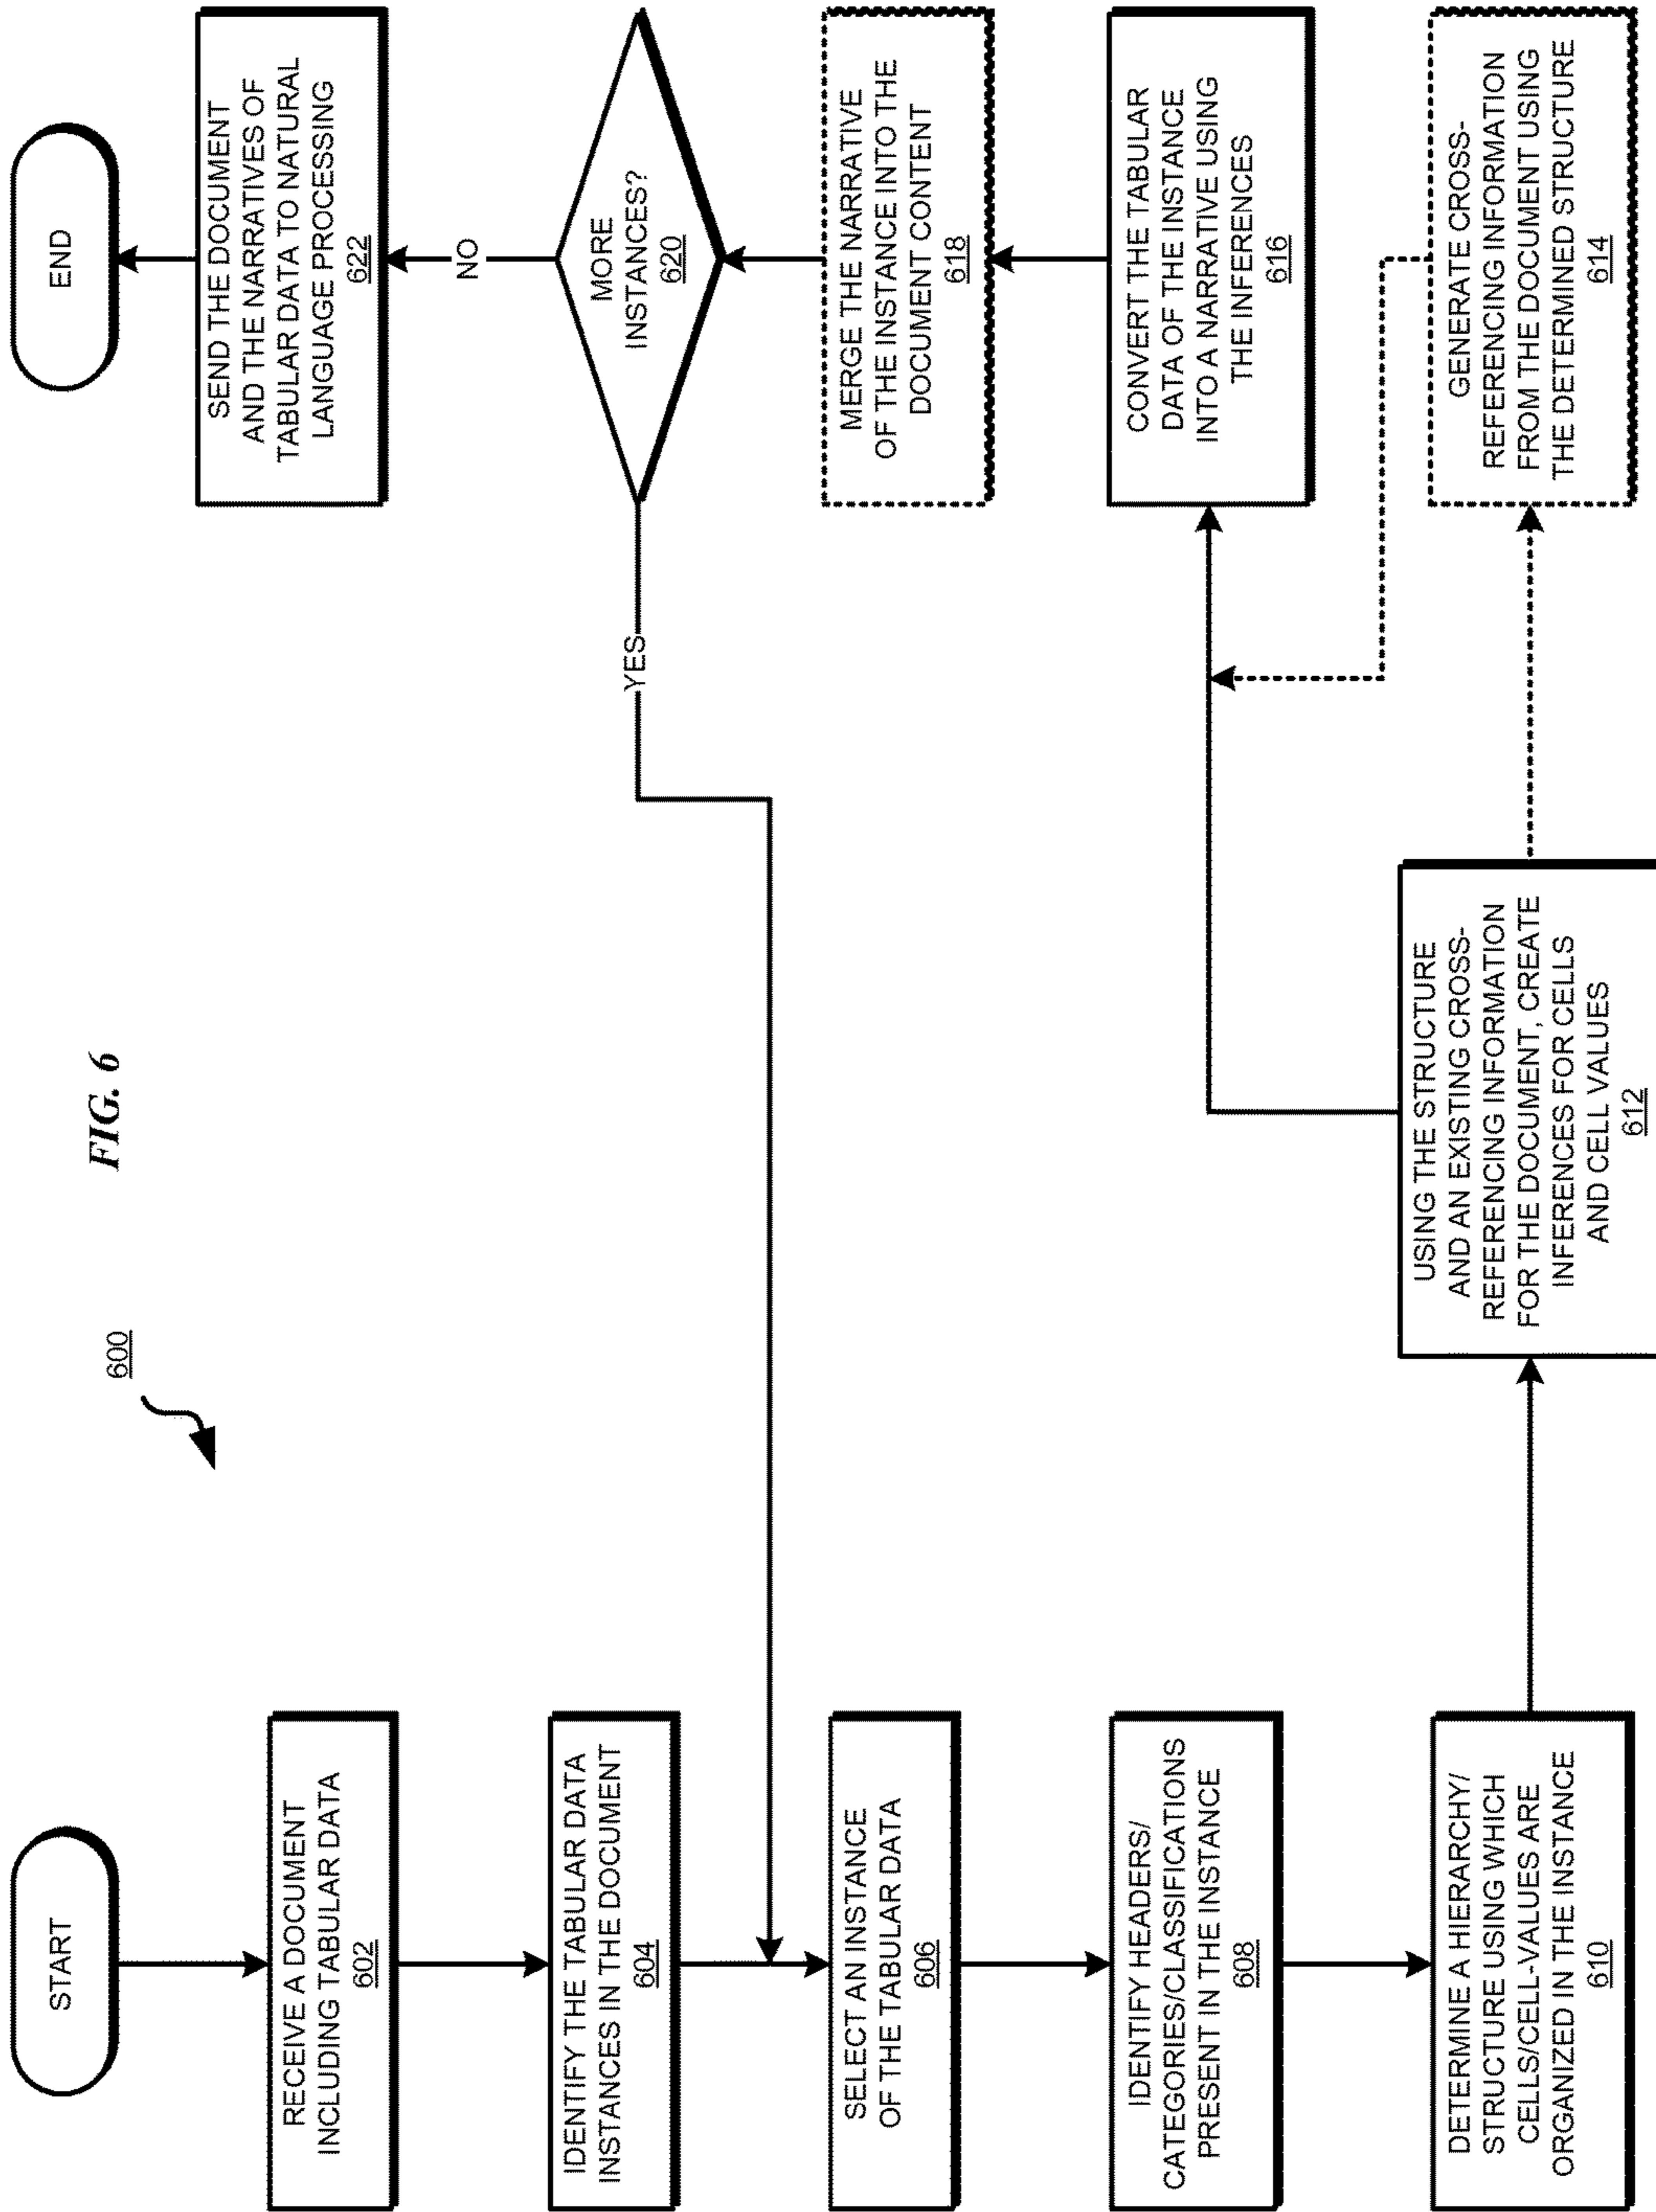 FIG. 6
600
START
RECEIVE A DOCUMENT
INCLUDING TABULAR DATA
602
IDENTIFY THE TABULAR DATA
INSTANCES IN THE DOCUMENT
604
SELECT AN INSTANCE
OF THE TABULAR DATA
606
IDENTIFY HEADERS/
CATEGORIES/CLASSIFICATIONS
PRESENT IN THE INSTANCE
608
DETERMINE A HIERARCHY/
STRUCTURE USING WHICH
CELLS/CELL-VALUES ARE
ORGANIZED IN THE INSTANCE
610
USING THE STRUCTURE
AND AN EXISTING CROSS-
REFERENCING INFORMATION
FOR THE DOCUMENT, CREATE
INFERENCES FOR CELLS
AND CELL VALUES
612
GENERATE CROSS-
REFERENCING INFORMATION
FROM THE DOCUMENT USING
THE DETERMINED STRUCTURE
614
CONVERT THE TABULAR
DATA OF THE INSTANCE
INTO A NARRATIVE USING
THE INFERENCES
616
MERGE THE NARRATIVE
OF THE INSTANCE INTO THE
DOCUMENT CONTENT
618
MORE
INSTANCES?
620
YES
NO
SEND THE DOCUMENT
AND THE NARRATIVES OF
TABULAR DATA TO NATURAL
LANGUAGE PROCESSING
622
END